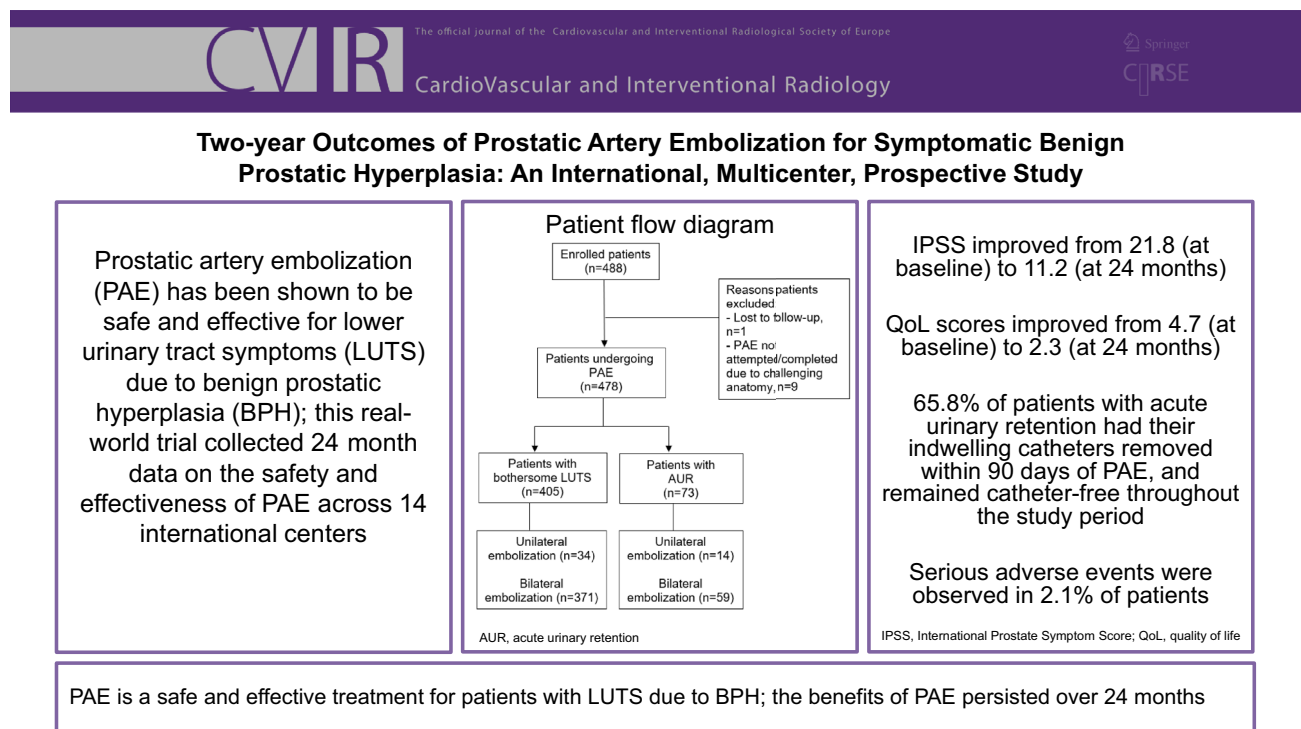 CVIR
The official journal of the Cardiovascular and Interventional Radiological Society of Europe
CardioVascular and Interventional Radiology
Springer
CIRSE
Two-year Outcomes of Prostatic Artery Embolization for Symptomatic Benign
Prostatic Hyperplasia: An International, Multicenter, Prospective Study
Prostatic artery embolization
(PAE) has been shown to be
safe and effective for lower
urinary tract symptoms (LUTS)
due to benign prostatic
hyperplasia (BPH); this real-
world trial collected 24 month
data on the safety and
effectiveness of PAE across 14
international centers
Patient flow diagram
Enrolled patients
(n=488)
Reasons patients
excluded
- Lost to follow-up,
n=1
- PAE not
attempted/completed
due to challenging
anatomy, n=9
Patients undergoing
PAE
(n=478)
Patients with
bothersome LUTS
(n=405)
Patients with
AUR
(n=73)
Unilateral
embolization (n=34)
Bilateral
embolization (n=371)
Unilateral
embolization (n=14)
Bilateral
embolization (n=59)
AUR, acute urinary retention
IPSS improved from 21.8 (at
baseline) to 11.2 (at 24 months)
QoL scores improved from 4.7 (at
baseline) to 2.3 (at 24 months)
65.8% of patients with acute
urinary retention had their
indwelling catheters removed
within 90 days of PAE, and
remained catheter-free throughout
the study period
Serious adverse events were
observed in 2.1% of patients
IPSS, International Prostate Symptom Score; QoL, quality of life
PAE is a safe and effective treatment for patients with LUTS due to BPH; the benefits of PAE persisted over 24 months